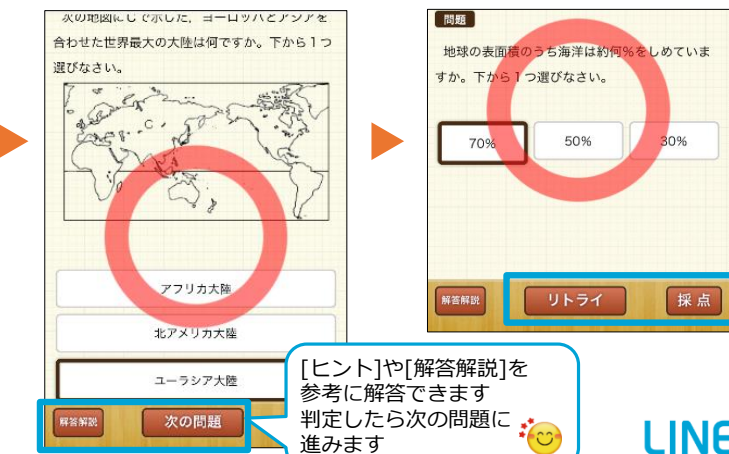 次の地図にCで示した，ヨーロッパとアジアを
合わせた世界最大の大陸は何ですか。下から1つ
選びなさい。
C
アフリカ大陸
北アメリカ大陸
ユーラシア大陸
解答解説
次の問題
[ヒント]や[解答解説]を
参考に解答できます
判定したら次の問題に
進みます
問題
地球の表面積のうち海洋は約何%をしめていま
すか。下から1つ選びなさい。
70%
50%
30%
解答解説
リトライ
採点
LINE